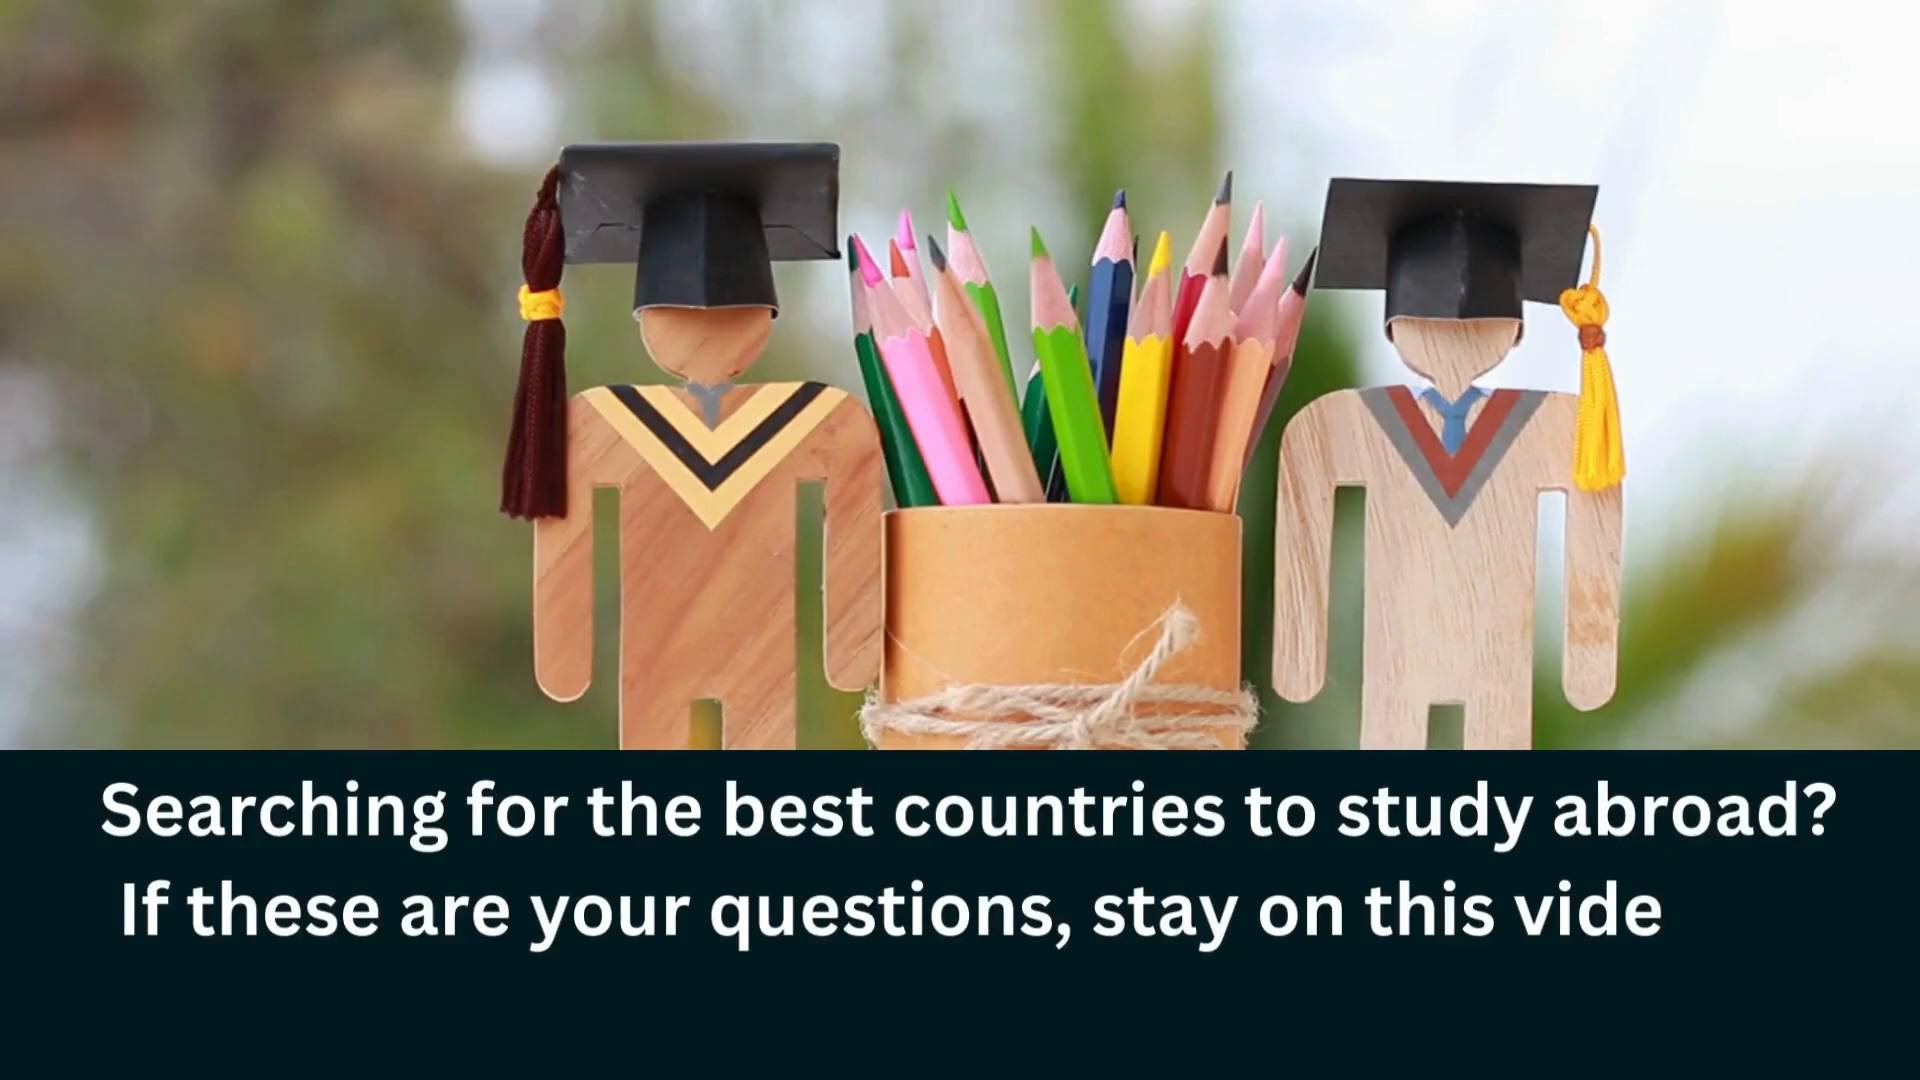 Searching for the best countries to study abroad?
If these are your questions, stay on this vide